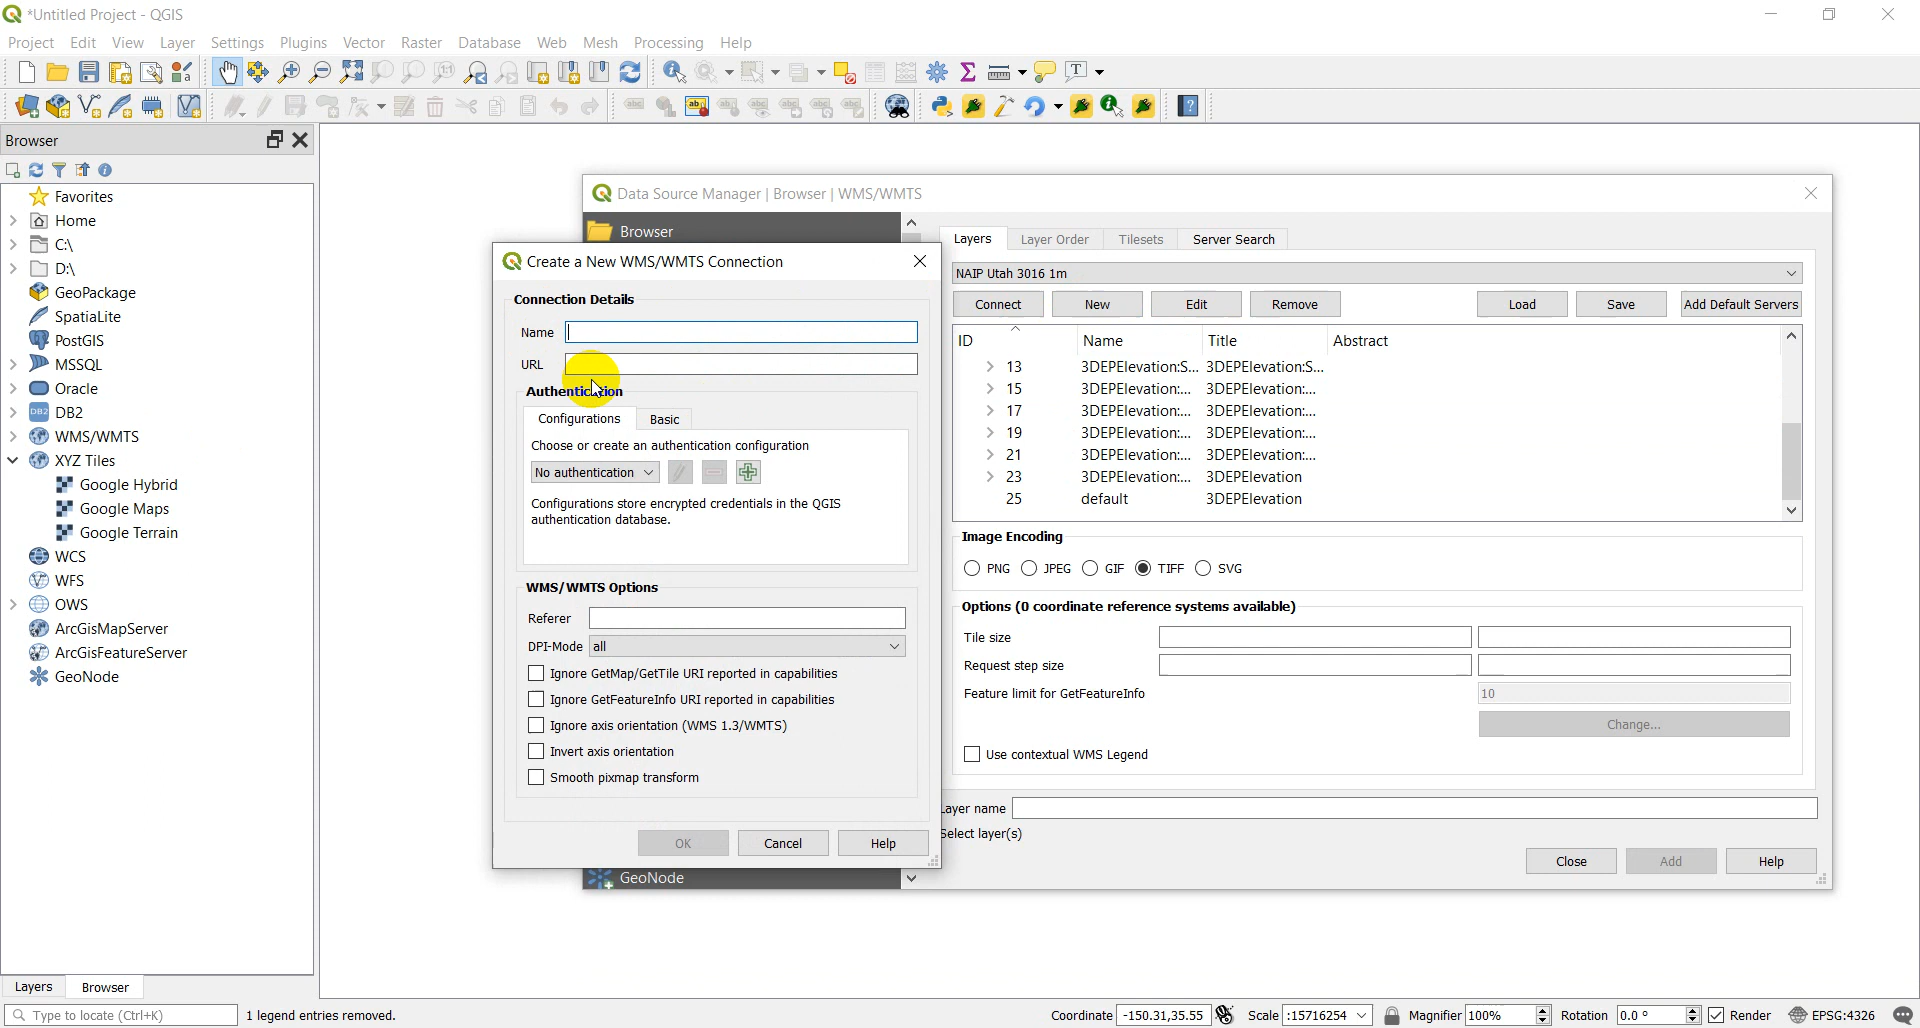 *Untitled Project - QGIS
Project Edit View Layer Settings Plugins Vector Raster Database Web Mesh Processing Help
Browser
Favorites
Home
C:\
D:\
GeoPackage
SpatiaLite
PostGIS
MSSQL
Oracle
DB2
WMS/WMTS
XYZ Tiles
Google Hybrid
Google Maps
Google Terrain
WCS
WFS
OWS
ArcGisMapServer
ArcGisFeatureServer
GeoNode
Layers Browser
Data Source Manager | Browser | WMS/WMTS
Browser
GeoNode
Create a New WMS/WMTS Connection
Connection Details
Name
URL
Authentication
Configurations Basic
Choose or create an authentication configuration
No authentication
Configurations store encrypted credentials in the QGIS
authentication database.
WMS/WMTS Options
Referer
DPI-Mode all
Ignore GetMap/GetTile URI reported in capabilities
Ignore GetFeatureInfo URI reported in capabilities
Ignore axis orientation (WMS 1.3/WMTS)
Invert axis orientation
Smooth pixmap transform
OK Cancel Help
Layers Layer Order Tilesets Server Search
NAIP Utah 3016 1m
Connect New Edit Remove Load Save Add Default Servers
ID Name Title Abstract
13 3DEPElevation:S... 3DEPElevation:S...
15 3DEPElevation:... 3DEPElevation:...
17 3DEPElevation:... 3DEPElevation:...
19 3DEPElevation:... 3DEPElevation:...
21 3DEPElevation:... 3DEPElevation:...
23 3DEPElevation:... 3DEPElevation
25 default 3DEPElevation
Image Encoding
PNG JPEG GIF TIFF SVG
Options (0 coordinate reference systems available)
Tile size
Request step size
Feature limit for GetFeatureInfo 10
Change...
Use contextual WMS Legend
ayer name
Select layer(s)
Close Add Help
Type to locate (Ctrl+K) 1 legend entries removed. Coordinate -150.31,35.55 Scale :15716254 Magnifier 100% Rotation 0.0 ° Render EPSG:4326